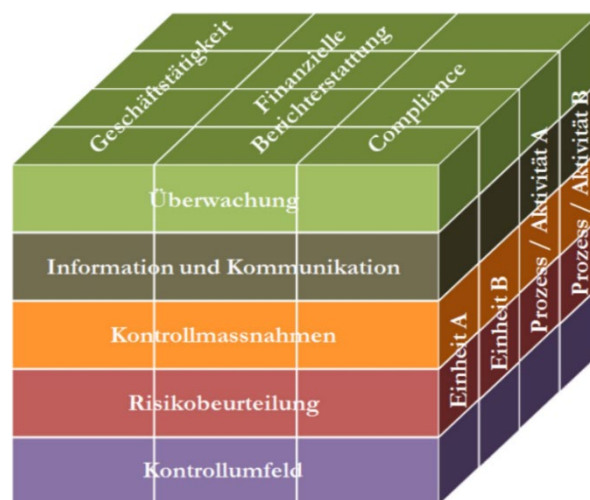 Geschäftstätigkeit
Finanzielle
Berichterstattung
Compliance
Überwachung
Information und Kommunikation
Kontrollmassnahmen
Risikobeurteilung
Kontrollumfeld
Einheit A
Einheit B
Prozess / Aktivität A
Prozess / Aktivität B